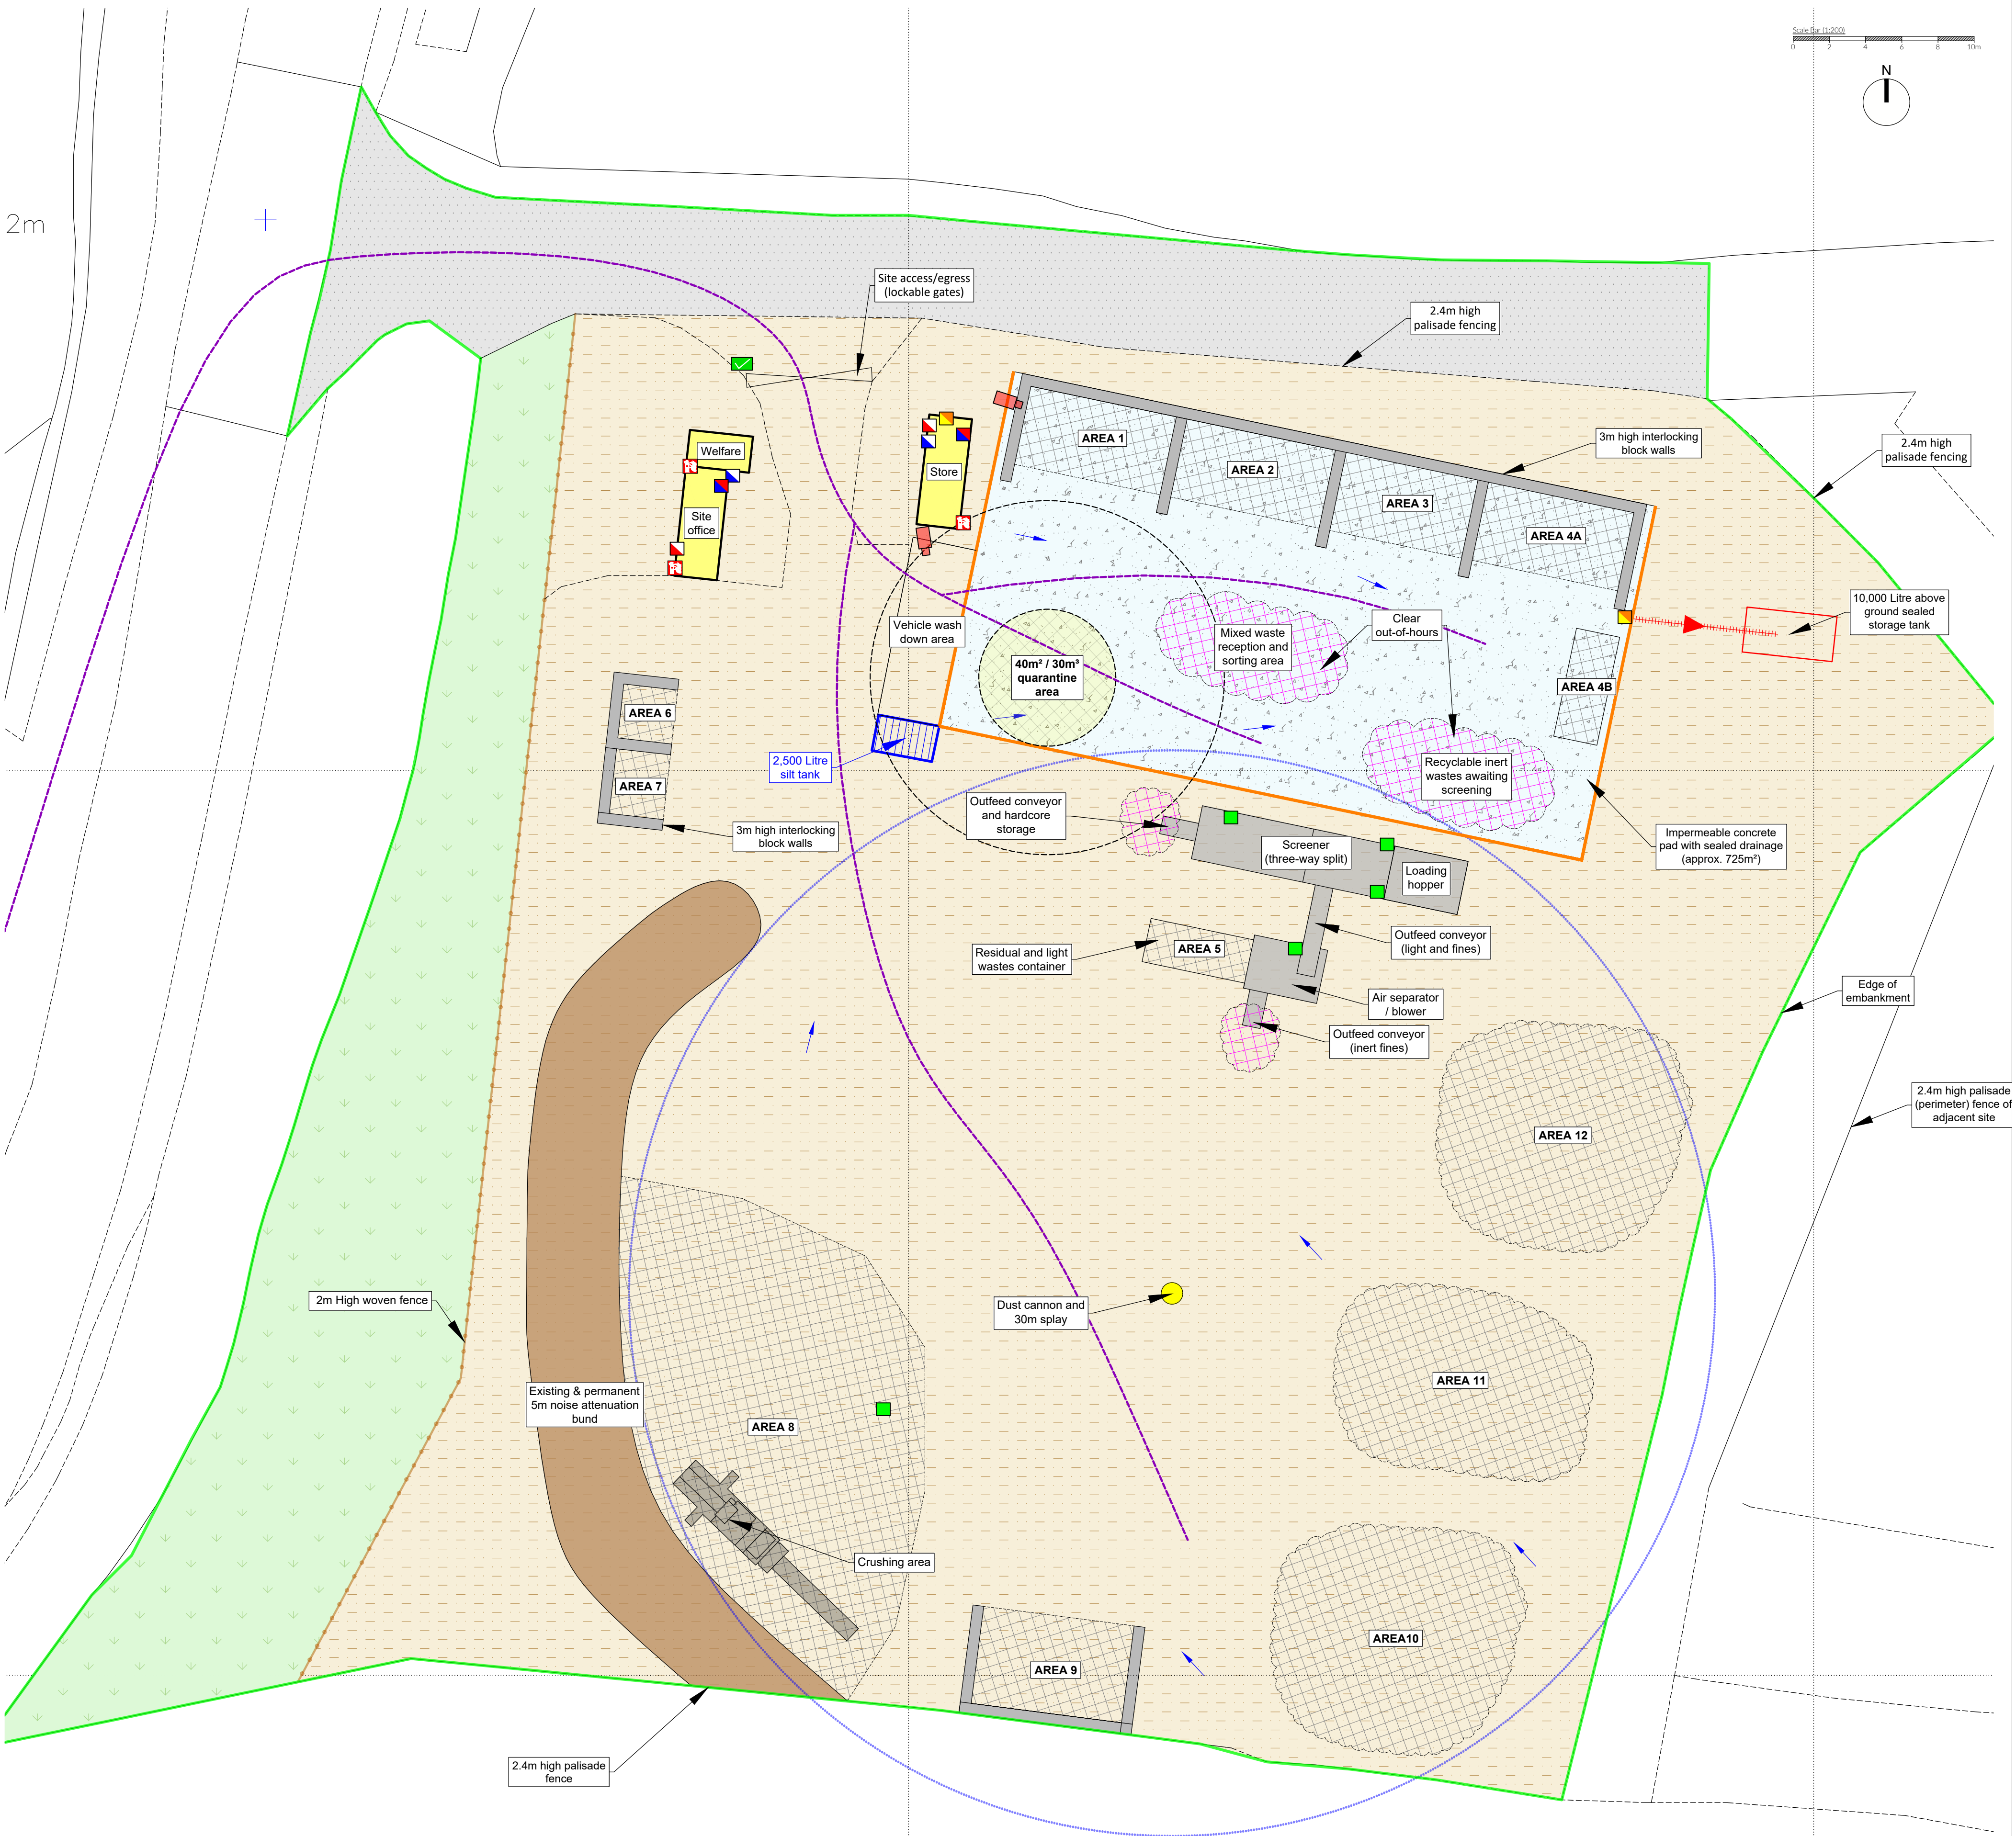 Scale Bar (1:200)
0 2 4 6 8 10m
N
2m
Site access/egress
(lockable gates)
2.4m high
palisade fencing
3m high interlocking
block walls
2.4m high
palisade fencing
Welfare
Site
office
Store
AREA 1
AREA 2
AREA 3
AREA 4A
10,000 Litre above
ground sealed
storage tank
Vehicle wash
down area
Mixed waste
reception and
sorting area
Clear
out-of-hours
40m² / 30m³
quarantine
area
AREA 4B
AREA 6
AREA 7
2,500 Litre
silt tank
Recyclable inert
wastes awaiting
screening
3m high interlocking
block walls
Outfeed conveyor
and hardcore
storage
Screener
(three-way split)
Loading
hopper
Impermeable concrete
pad with sealed drainage
(approx. 725m²)
Residual and light
wastes container
AREA 5
Outfeed conveyor
(light and fines)
Air separator
/ blower
Outfeed conveyor
(inert fines)
Edge of
embankment
2.4m high palisade
(perimeter) fence of
adjacent site
AREA 12
2m High woven fence
Dust cannon and
30m splay
AREA 11
Existing & permanent
5m noise attenuation
bund
AREA 8
Crushing area
AREA 9
AREA10
2.4m high palisade
fence